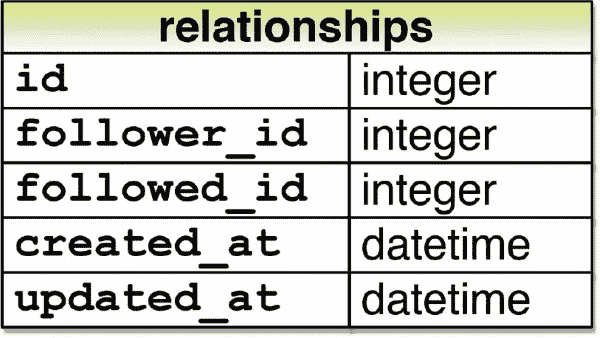 relationships
id integer
follower_id integer
followed_id integer
created_at datetime
updated_at datetime